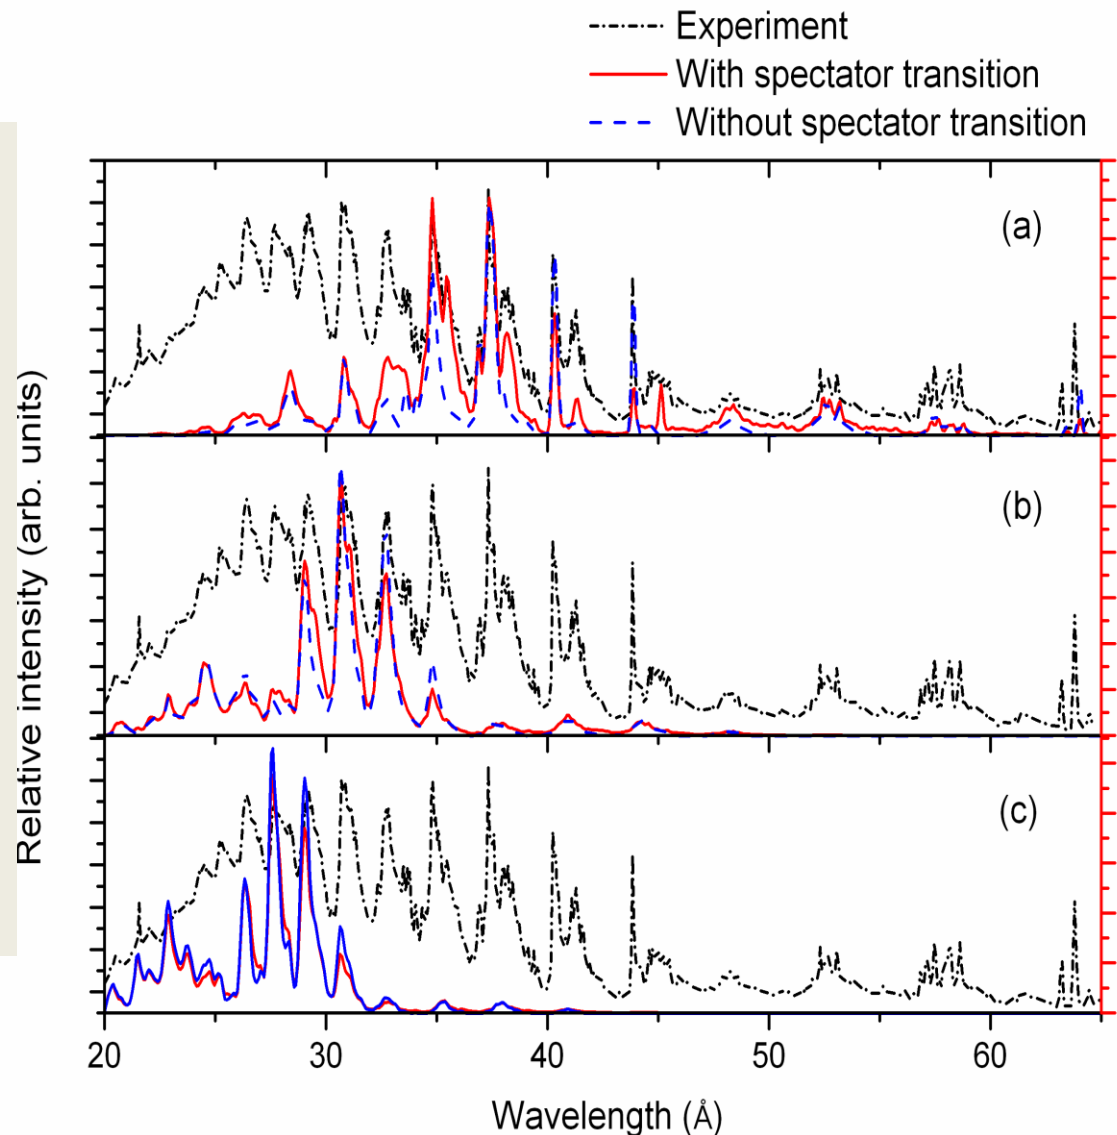 Experiment
With spectator transition
Without spectator transition
(a)
(b)
(c)
Relative intensity (arb. units)
20 30 40 50 60
Wavelength (Å)